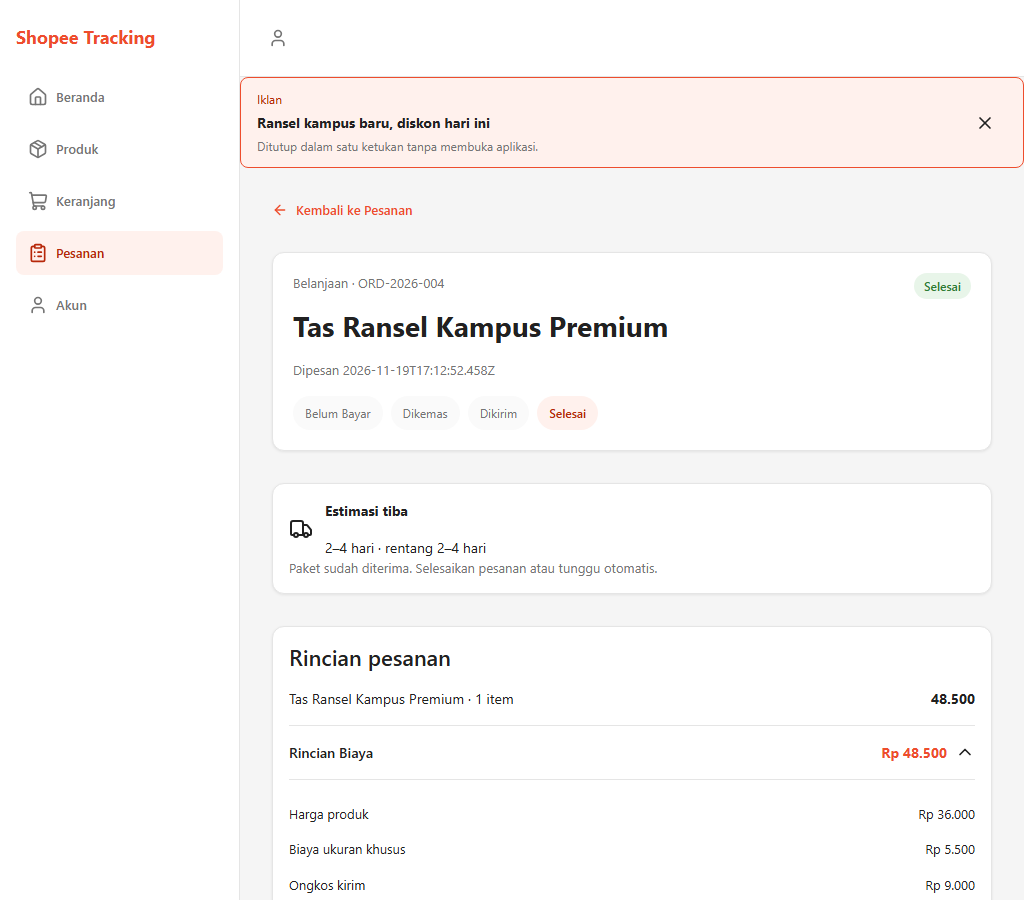 Shopee Tracking
Beranda
Produk
Keranjang
Pesanan
Akun
Iklan
Ransel kampus baru, diskon hari ini
Ditutup dalam satu ketukan tanpa membuka aplikasi.
Kembali ke Pesanan
Belanjaan · ORD-2026-004
Selesai
Tas Ransel Kampus Premium
Dipesan 2026-11-19T17:12:52.458Z
Belum Bayar
Dikemas
Dikirim
Selesai
Estimasi tiba
2–4 hari · rentang 2–4 hari
Paket sudah diterima. Selesaikan pesanan atau tunggu otomatis.
Rincian pesanan
Tas Ransel Kampus Premium · 1 item 48.500
Rincian Biaya Rp 48.500
Harga produk Rp 36.000
Biaya ukuran khusus Rp 5.500
Ongkos kirim Rp 9.000